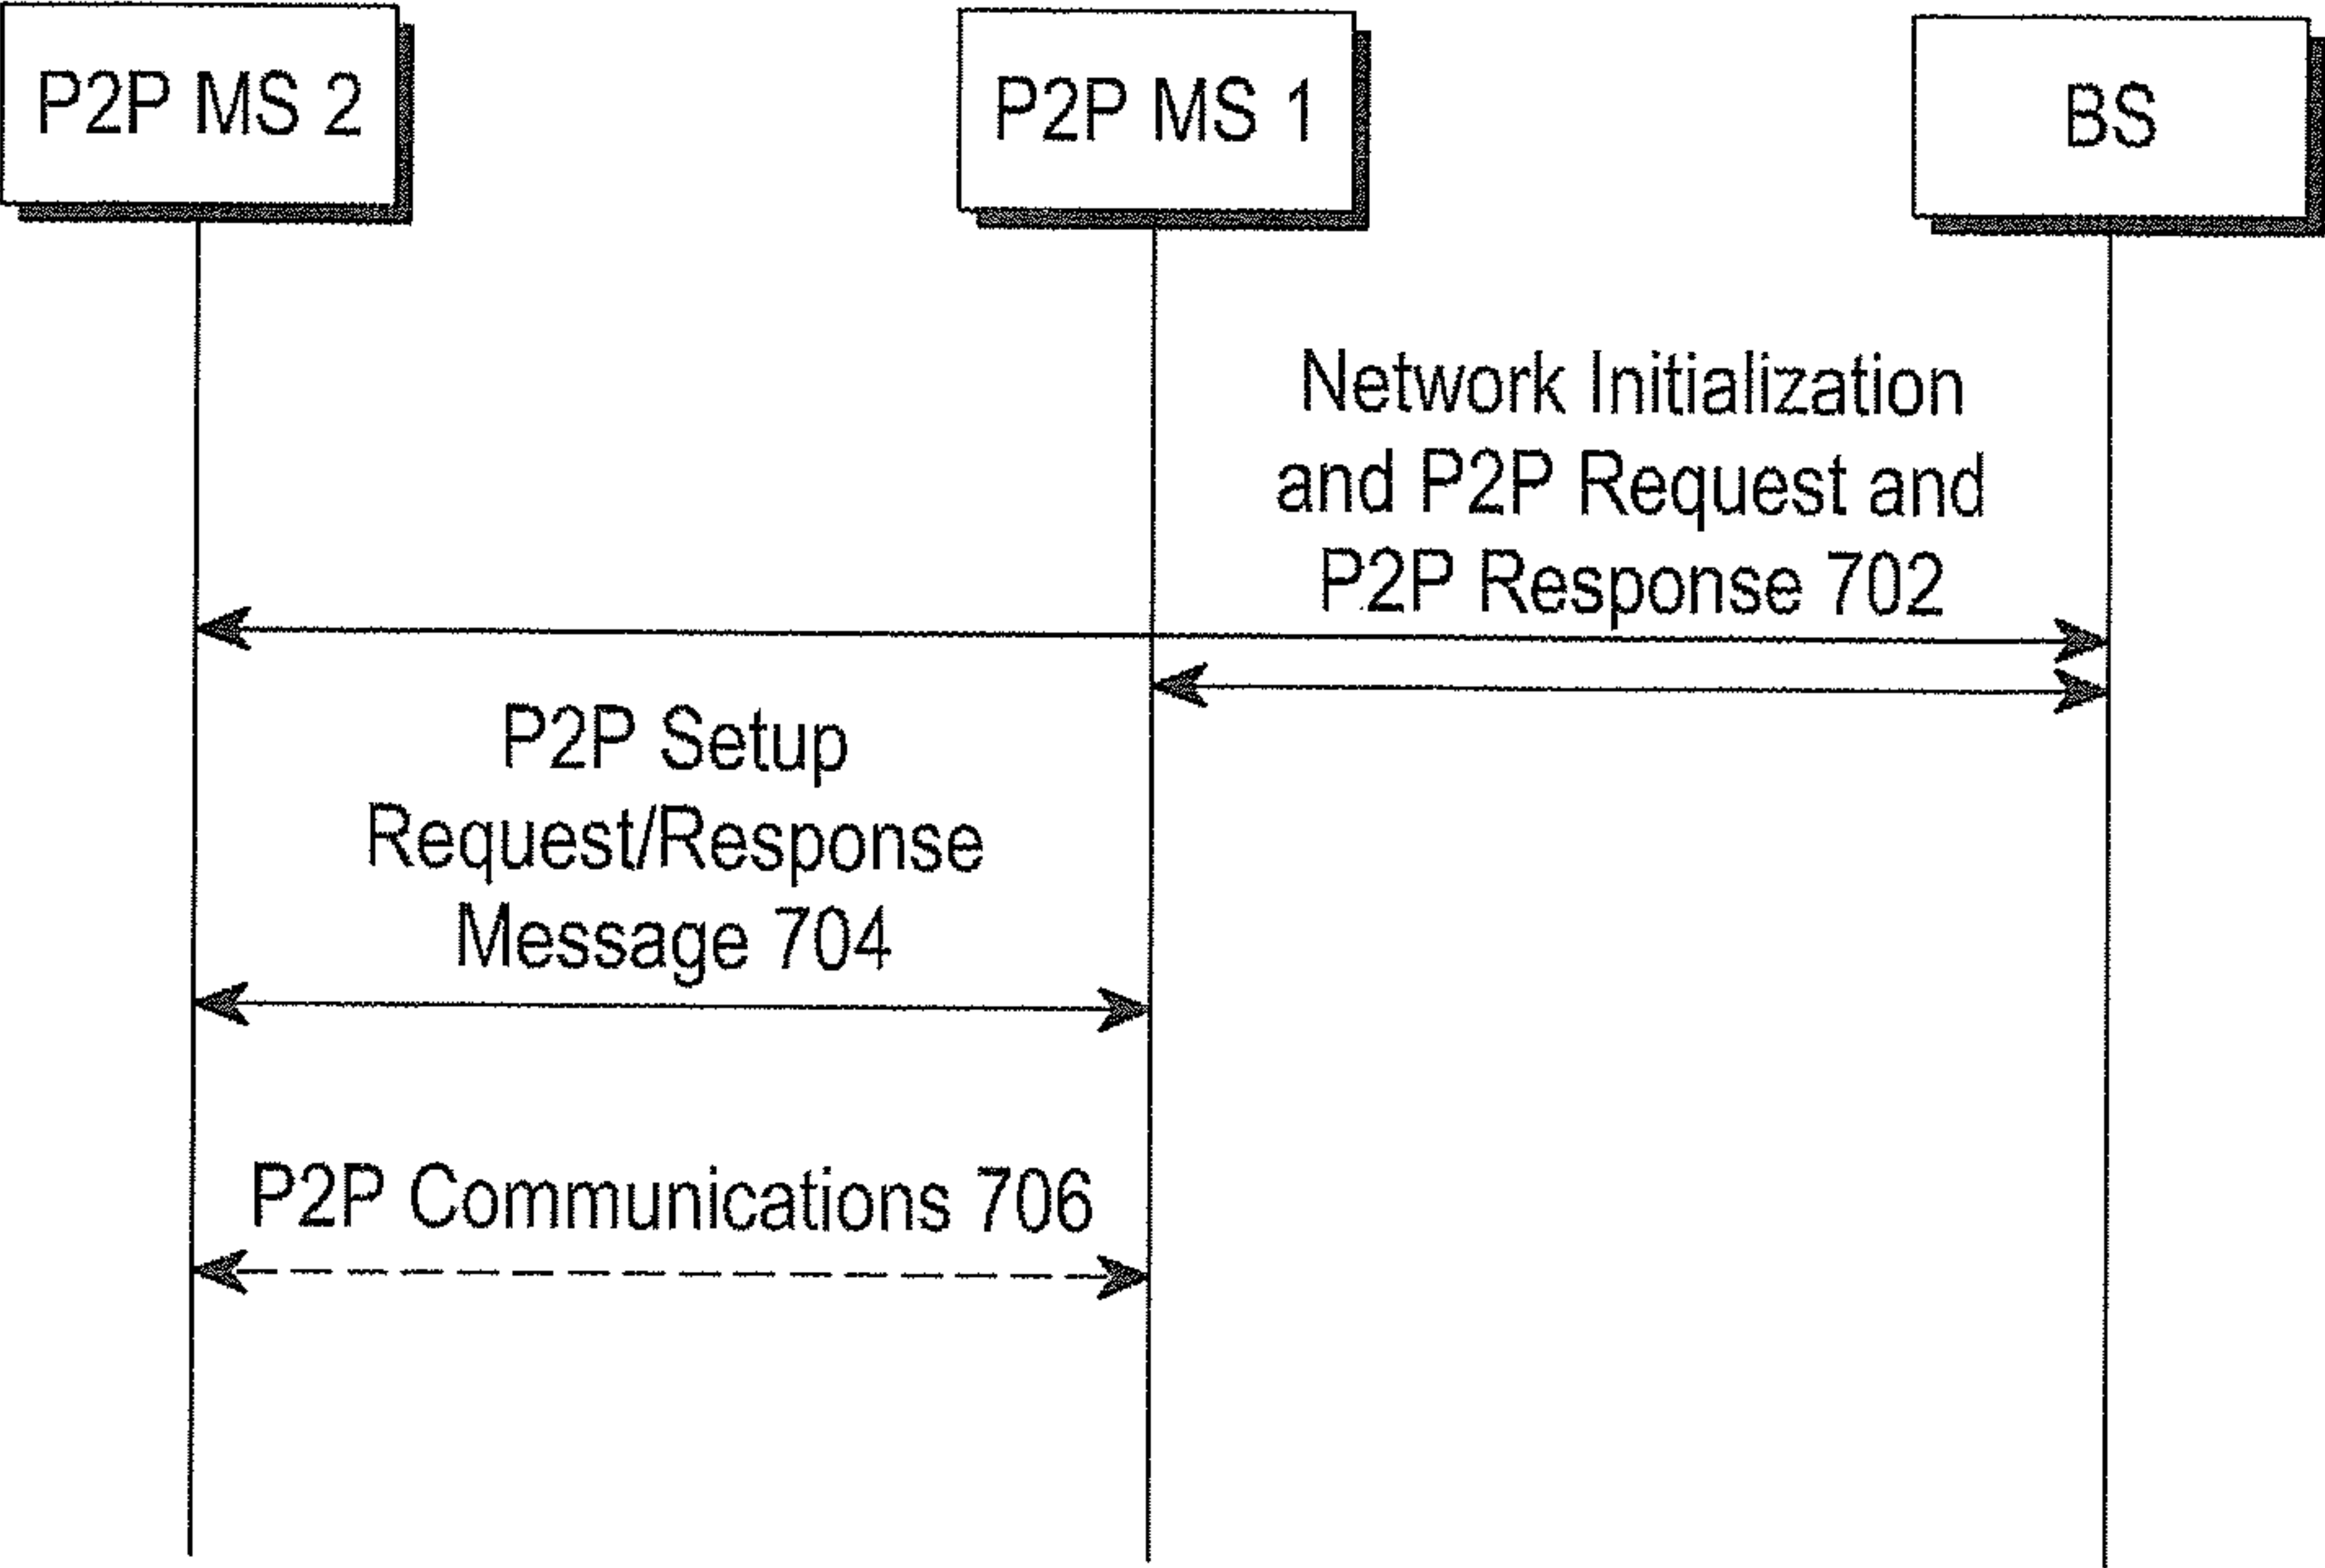 P2P MS 2
P2P MS 1
BS
Network Initialization
and P2P Request and
P2P Response 702
P2P Setup
Request/Response
Message 704
P2P Communications 706